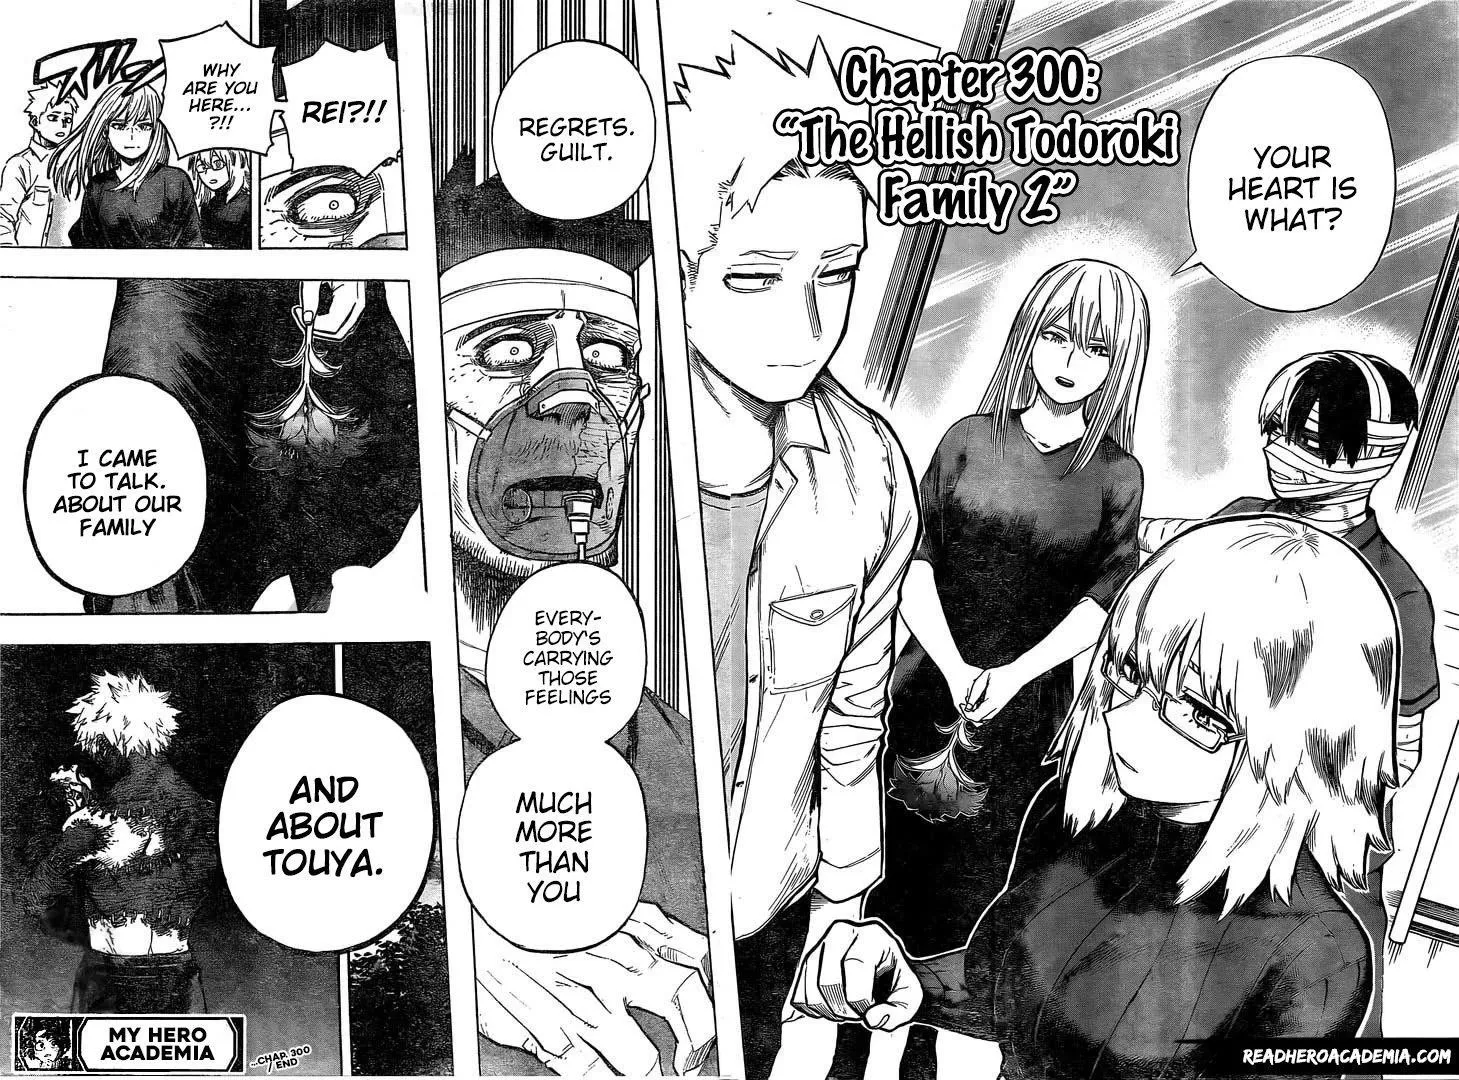 Chapter 300:
"The Hellish Todoroki
Family 2"
YOUR
HEART IS
WHAT?
REGRETS.
GUILT.
EVERY-
BODY'S
CARRYING
THOSE
FEELINGS
MUCH
MORE
THAN
YOU
REI?!!
WHY
ARE YOU
HERE...
?!!
I CAME
TO TALK.
ABOUT OUR
FAMILY
AND
ABOUT
TOUYA.
MY HERO
ACADEMIA
...CHAP. 300
/ END
READHEROACADEMIA.COM